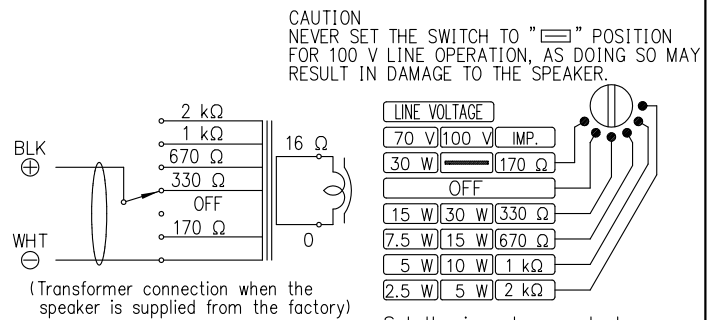 CAUTION
NEVER SET THE SWITCH TO " " POSITION
FOR 100 V LINE OPERATION, AS DOING SO MAY
RESULT IN DAMAGE TO THE SPEAKER.
BLK
⊕
WHT
⊖
2 kΩ
1 kΩ
670 Ω
330 Ω
OFF
170 Ω
16 Ω
0
(Transformer connection when the
speaker is supplied from the factory)
LINE VOLTAGE
70 V 100 V IMP.
30 W 170 Ω
OFF
15 W 30 W 330 Ω
7.5 W 15 W 670 Ω
5 W 10 W 1 kΩ
2.5 W 5 W 2 kΩ